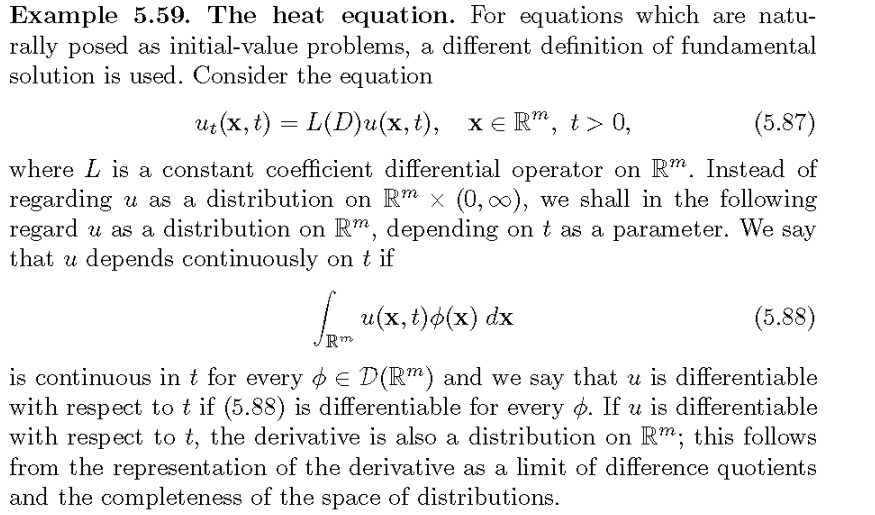 Example 5.59. The heat equation. For equations which are natu-
rally posed as initial-value problems, a different definition of fundamental
solution is used. Consider the equation
u_t(x, t) = L(D)u(x, t),   x ∈ ℝ^m, t > 0,   (5.87)
where L is a constant coefficient differential operator on ℝ^m. Instead of
regarding u as a distribution on ℝ^m × (0, ∞), we shall in the following
regard u as a distribution on ℝ^m, depending on t as a parameter. We say
that u depends continuously on t if
∫_{ℝ^m} u(x, t)ϕ(x) dx   (5.88)
is continuous in t for every ϕ ∈ 𝒟(ℝ^m) and we say that u is differentiable
with respect to t if (5.88) is differentiable for every ϕ. If u is differentiable
with respect to t, the derivative is also a distribution on ℝ^m; this follows
from the representation of the derivative as a limit of difference quotients
and the completeness of the space of distributions.